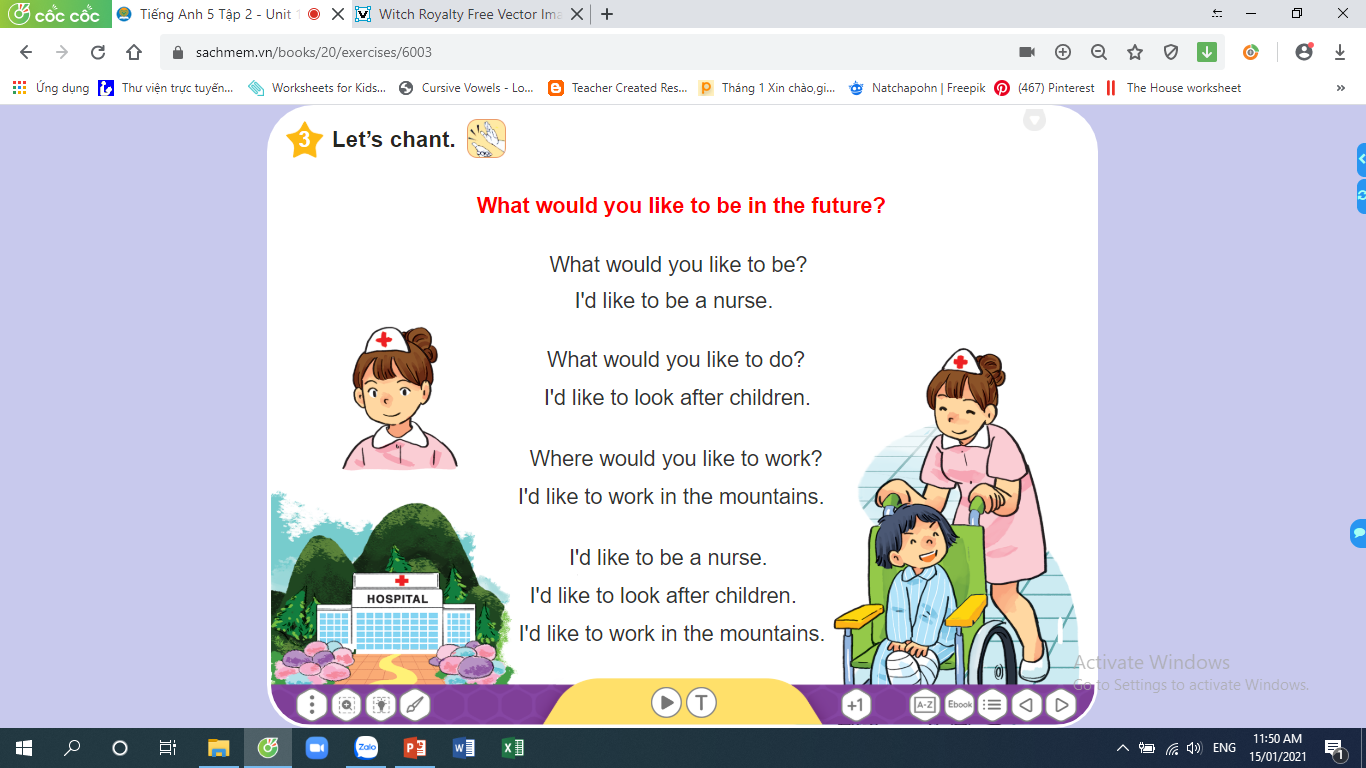 cốc cốc
Tiếng Anh 5 Tập 2 - Unit 1
Witch Royalty Free Vector Ima
sachmem.vn/books/20/exercises/6003
Ứng dụng
Thư viện trực tuyến...
Worksheets for Kids...
Cursive Vowels - Lo...
Teacher Created Res...
Tháng 1 Xin chào,gi...
Natchapohn | Freepik
(467) Pinterest
The House worksheet
»
3 Let's chant.
What would you like to be in the future?
What would you like to be?
I'd like to be a nurse.
What would you like to do?
I'd like to look after children.
Where would you like to work?
I'd like to work in the mountains.
I'd like to be a nurse.
I'd like to look after children.
I'd like to work in the mountains.
HOSPITAL
Activate Windows
Go to Settings to activate Windows.
T
+1
A-Z
Ebook
Zalo
ENG
11:50 AM
15/01/2021
1